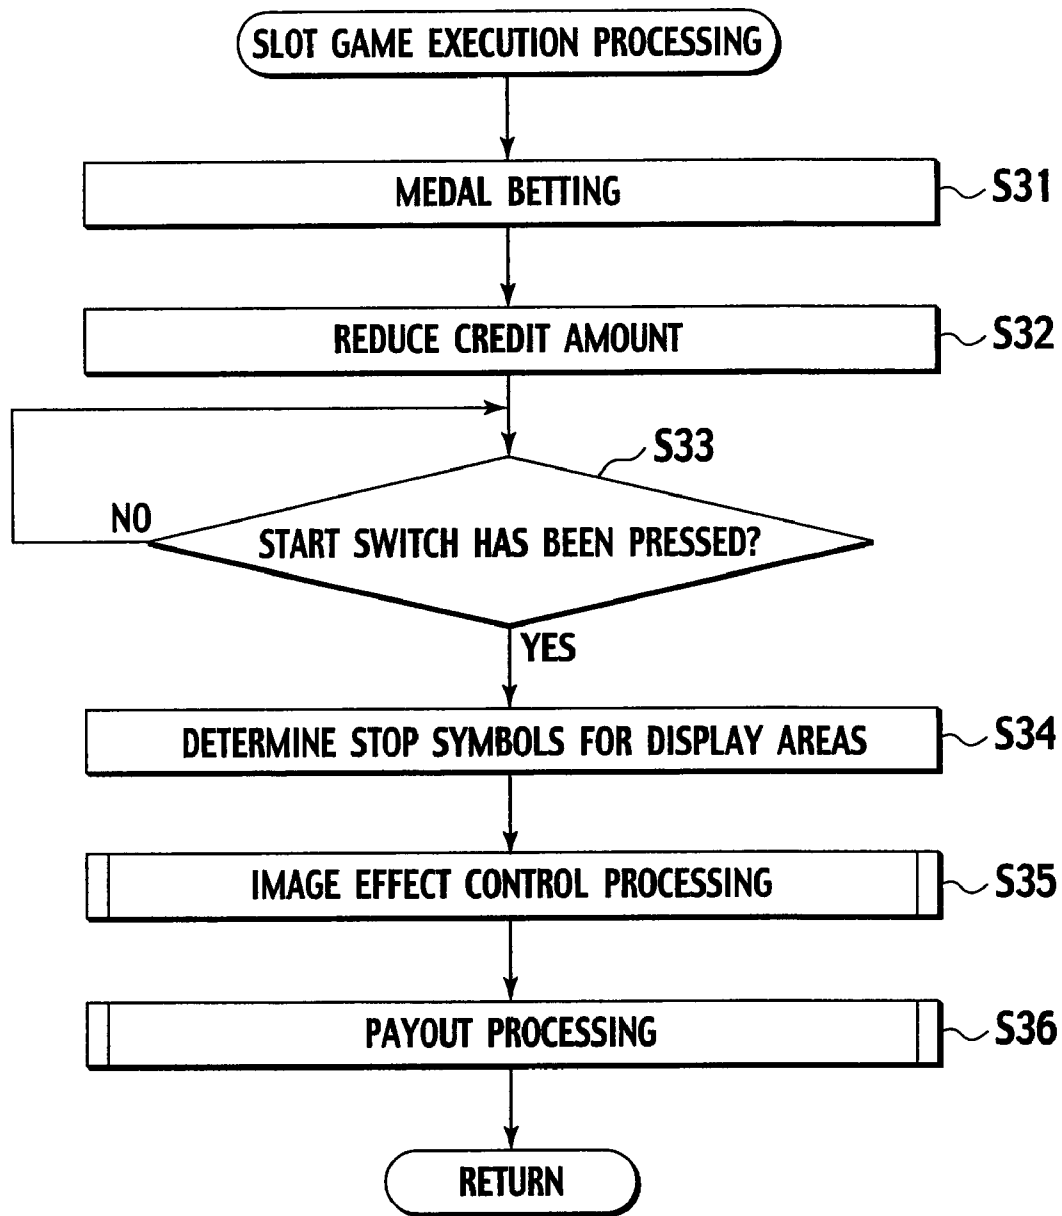 SLOT GAME EXECUTION PROCESSING
MEDAL BETTING
S31
REDUCE CREDIT AMOUNT
S32
S33
NO
START SWITCH HAS BEEN PRESSED?
YES
DETERMINE STOP SYMBOLS FOR DISPLAY AREAS
S34
IMAGE EFFECT CONTROL PROCESSING
S35
PAYOUT PROCESSING
S36
RETURN